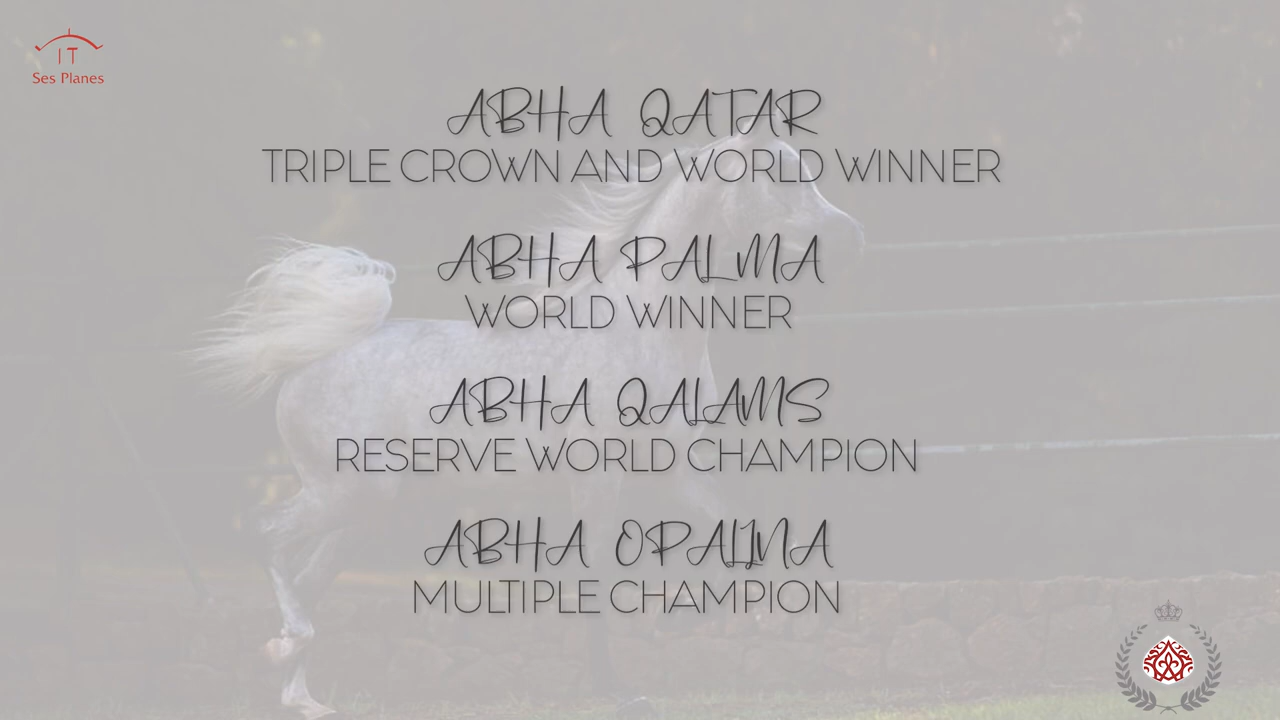 IT
Ses Planes
ABHA QATAR
TRIPLE CROWN AND WORLD WINNER
ABHA PALMA
WORLD WINNER
ABHA QALAMS
RESERVE WORLD CHAMPION
ABHA OPALINA
MULTIPLE CHAMPION